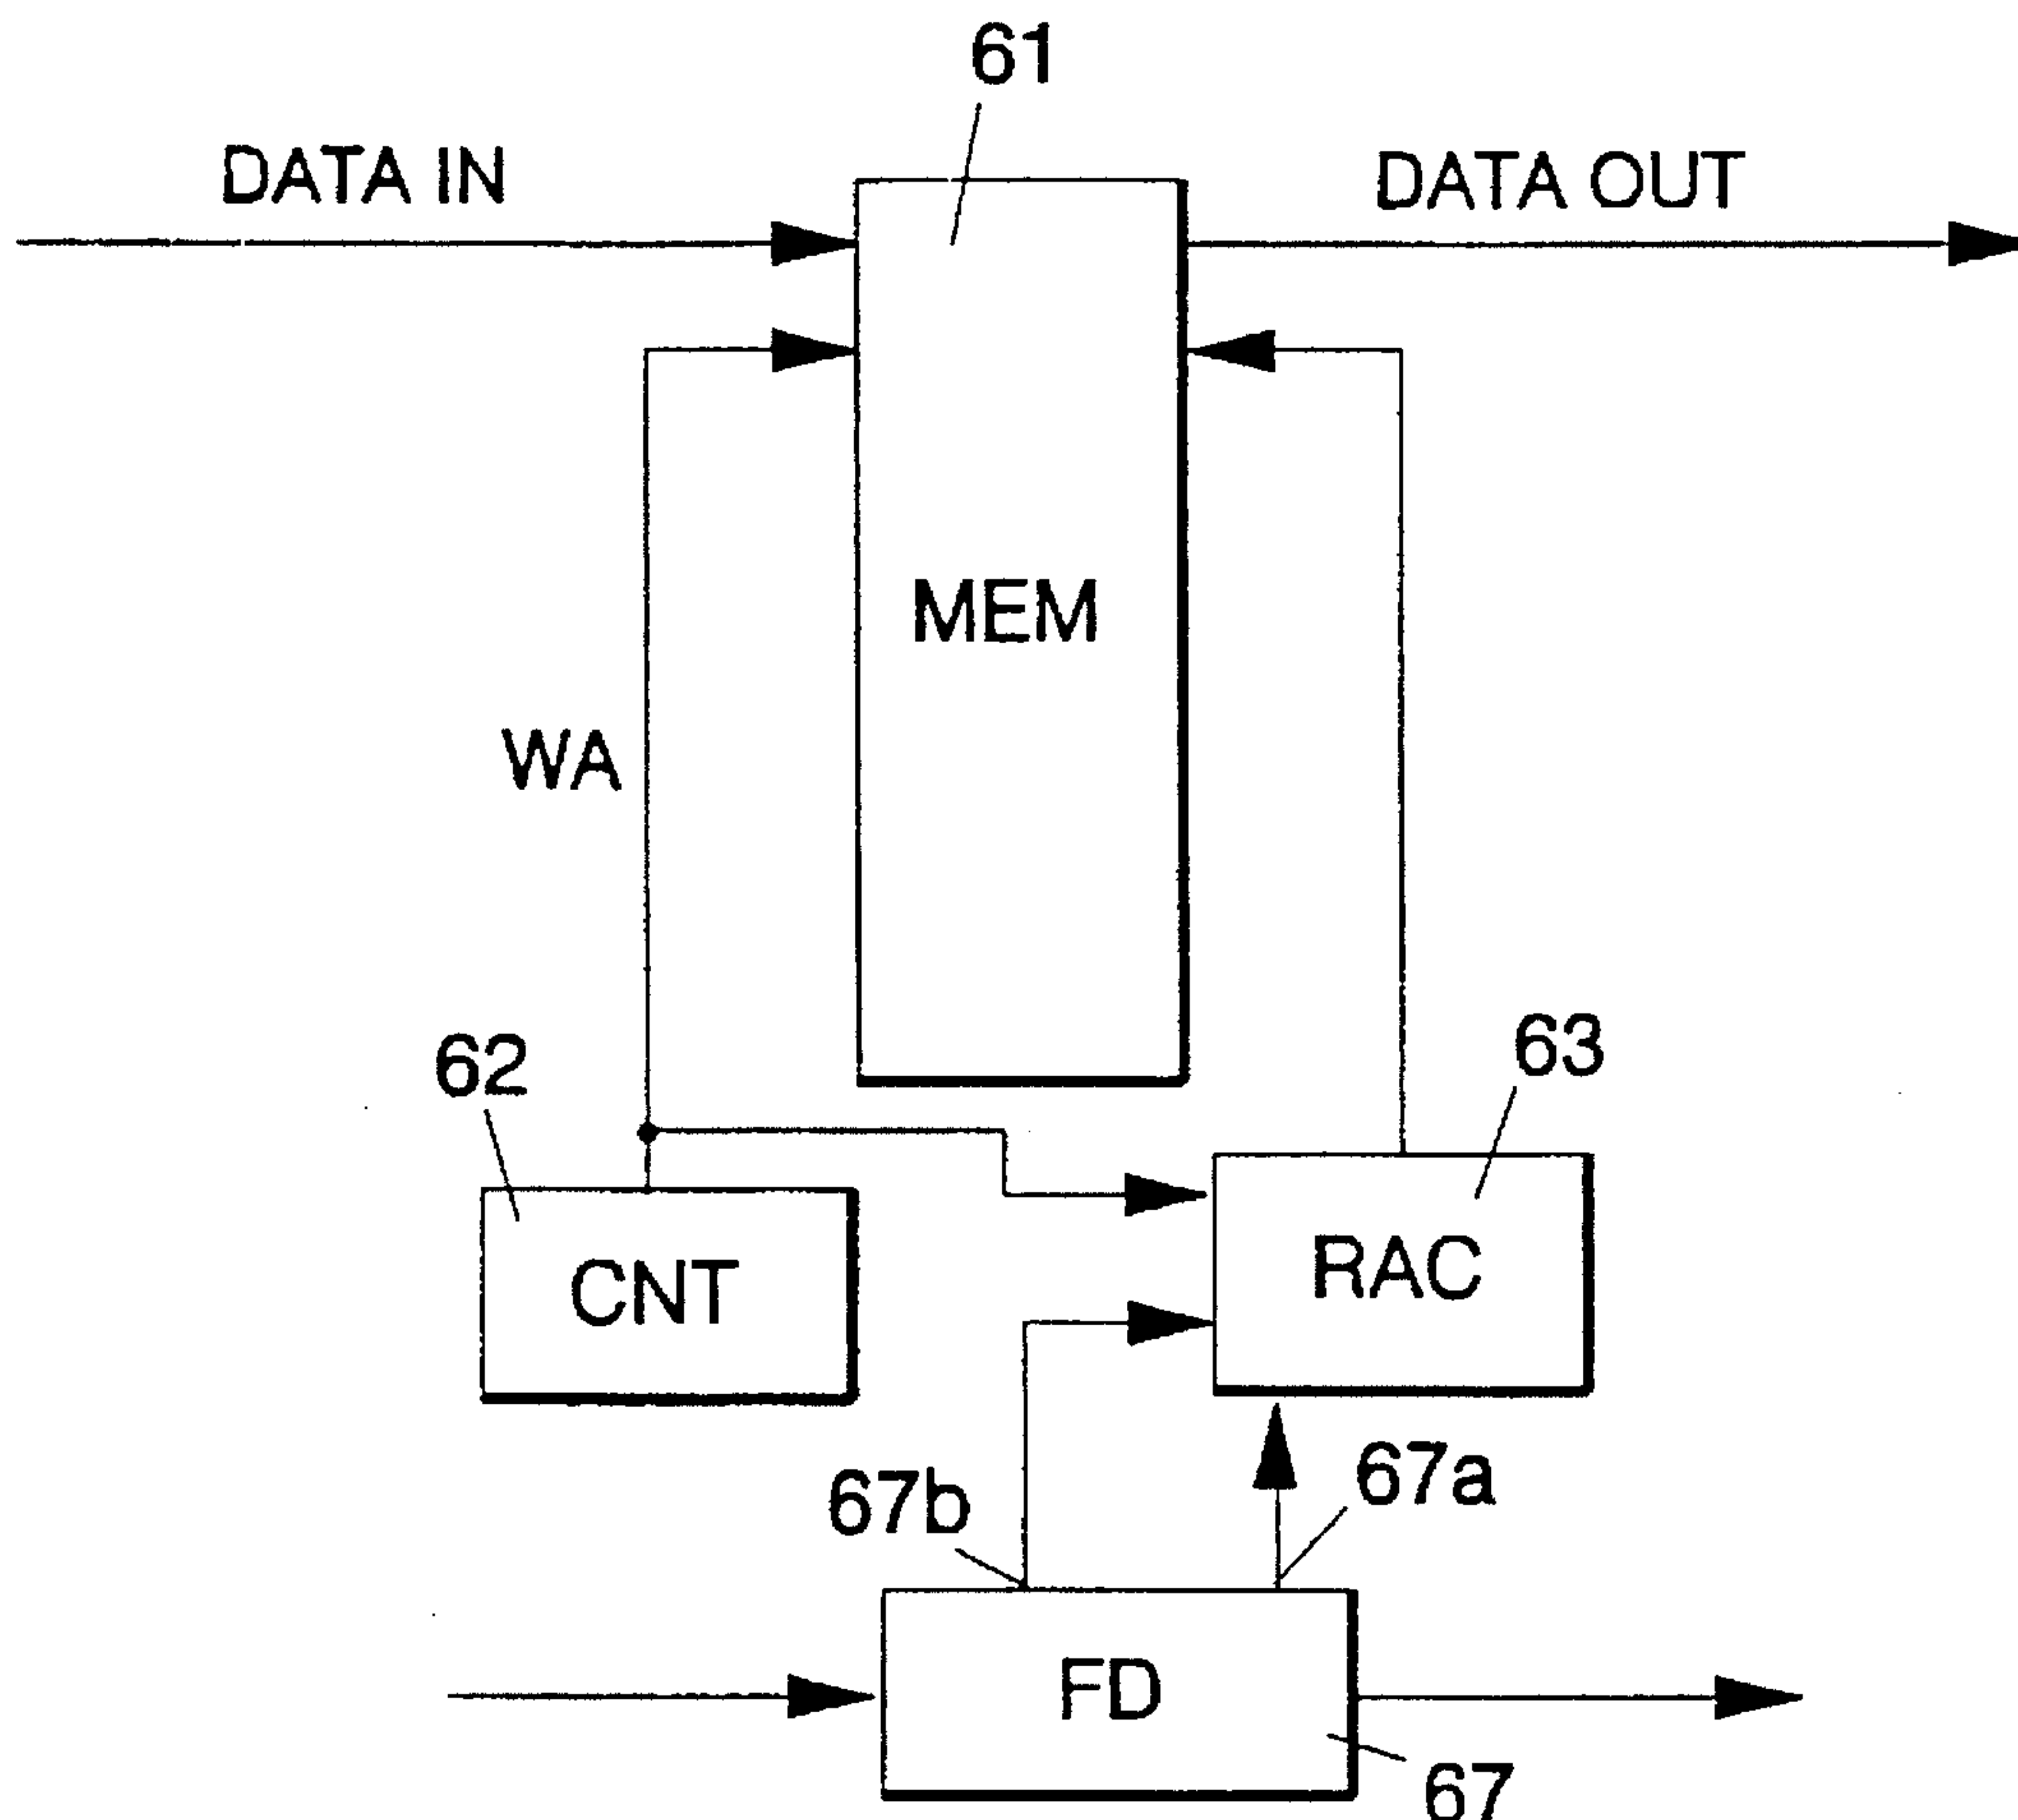 61
DATA IN
DATA OUT
MEM
WA
62
63
CNT
RAC
67b
67a
FD
67